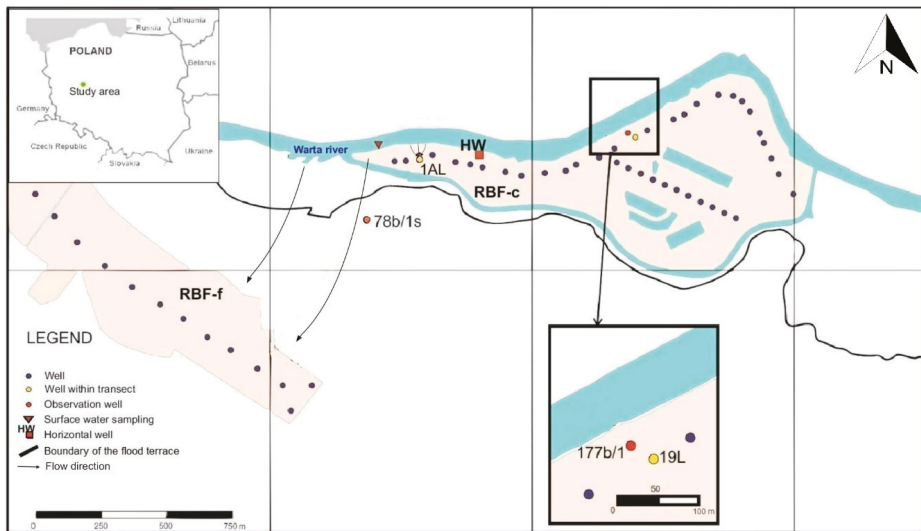 Lithuania
Russia
POLAND
Belarus
Study area
Germany
Czech Republic
Ukraine
Slovakia
N
Warta river
HW
1AL
RBF-c
78b/1s
RBF-f
LEGEND
Well
Well within transect
Observation well
Surface water sampling
HW
Horizontal well
Boundary of the flood terrace
Flow direction
0 250 500 750 m
177b/1
19L
50
0 100 m